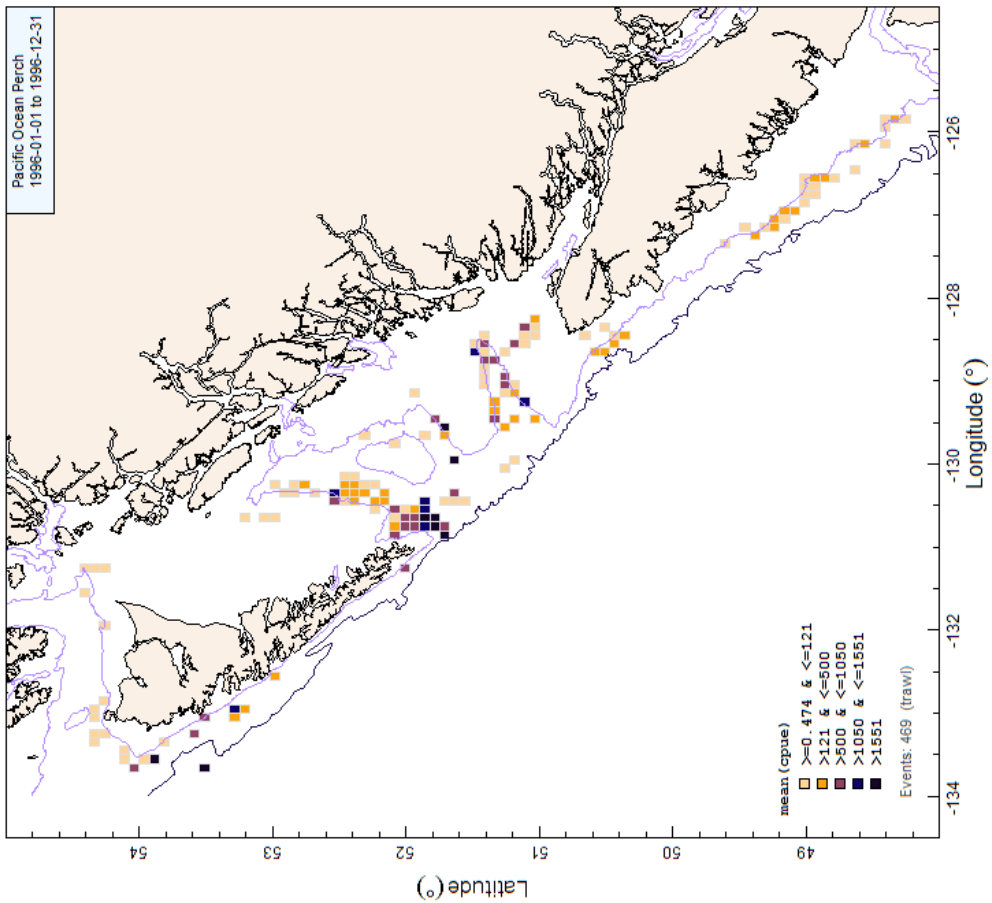 Pacific Ocean Perch
1996-01-01 to 1996-12-31
Latitude (°)
54
53
52
51
50
49
mean(cpue)
>=0.474 & <=121
>121 & <=500
>500 & <=1050
>1050 & <=1551
>1551
Events: 469 (trawl)
-134
-132
-130
-128
-126
Longitude (°)